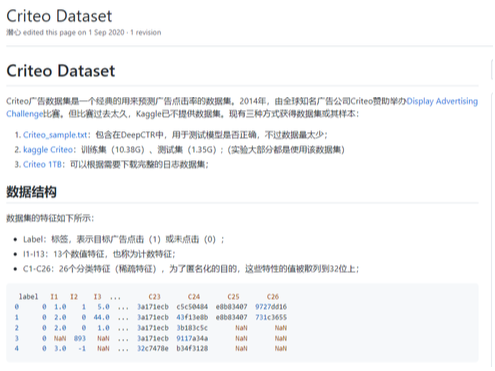 Criteo Dataset
潜心 edited this page on 1 Sep 2020 · 1 revision
Criteo Dataset
Criteo广告数据集是一个经典的用来预测广告点击率的数据集。2014年，由全球知名广告公司Criteo赞助举办Display Advertising
Challenge比赛。但比赛过去太久，Kaggle已不提供数据集。现有三种方式获得数据集或其样本：
1. Criteo_sample.txt：包含在DeepCTR中，用于测试模型是否正确，不过数据量太少；
2. kaggle Criteo：训练集（10.38G）、测试集（1.35G）;（实验大部分都是使用该数据集）
3. Criteo 1TB：可以根据需要下载完整的日志数据集；
数据结构
数据集的特征如下所示：
• Label：标签，表示目标广告点击（1）或未点击（0）；
• I1-I13：13个数值特征，也称为计数特征；
• C1-C26：26个分类特征（稀疏特征），为了匿名化的目的，这些特性的值被散列到32位上；
label I1 I2 I3 ... C23 C24 C25 C26
0 0 1.0 1 5.0 ... 3a171ecb c5c50484 e8b83407 9727dd16
1 0 2.0 0 44.0 ... 3a171ecb 43f13e8b e8b83407 731c3655
2 0 2.0 0 1.0 ... 3a171ecb 3b183c5c NaN NaN
3 0 NaN 893 NaN ... 3a171ecb 9117a34a NaN NaN
4 0 3.0 -1 NaN ... 32c7478e b34f3128 NaN NaN